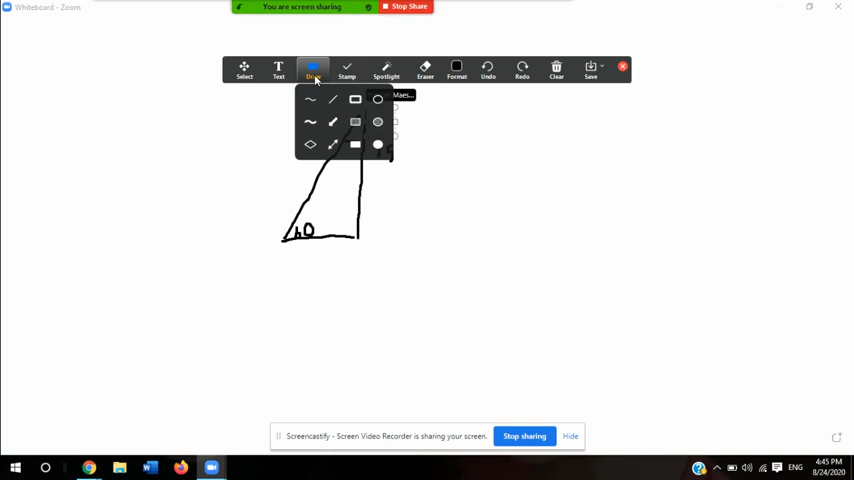 Whiteboard - Zoom
You are screen sharing
Stop Share
Select
Text
Draw
Stamp
Spotlight
Eraser
Format
Undo
Redo
Clear
Save
Maes...
Screencastify - Screen Video Recorder is sharing your screen.
Stop sharing
Hide
ENG
4:45 PM
8/24/2020